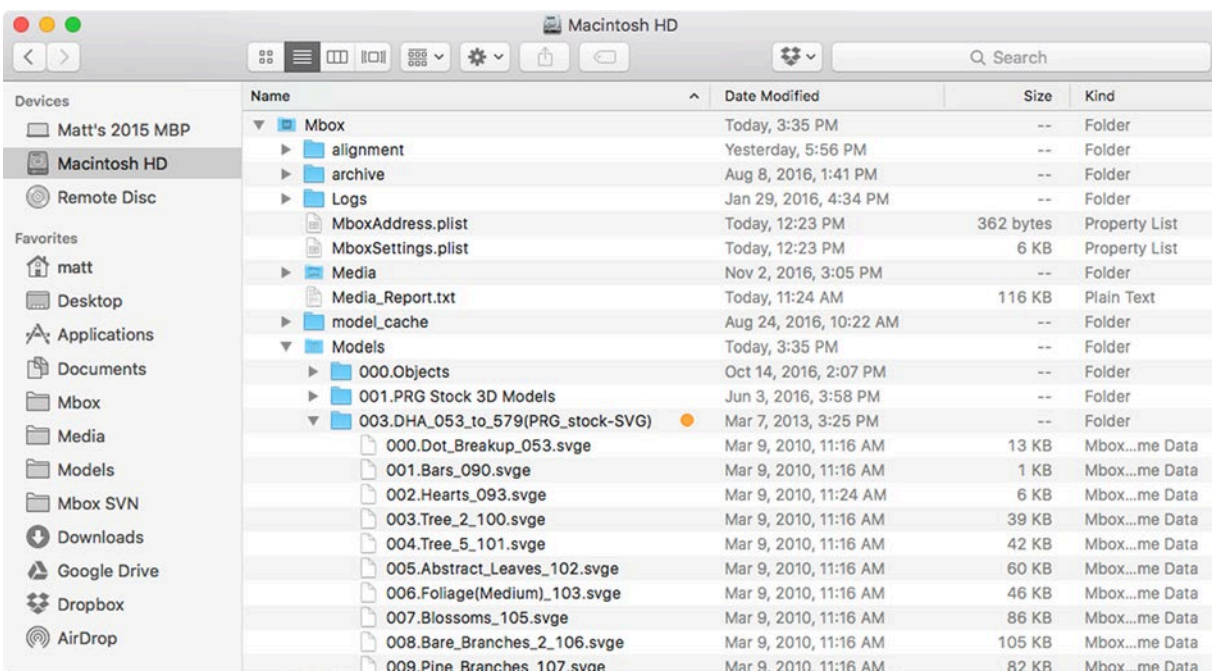 Macintosh HD
Search
Devices
Matt's 2015 MBP
Macintosh HD
Remote Disc
Favorites
matt
Desktop
Applications
Documents
Mbox
Media
Models
Mbox SVN
Downloads
Google Drive
Dropbox
AirDrop
Name Date Modified Size Kind
Mbox Today, 3:35 PM -- Folder
alignment Yesterday, 5:56 PM -- Folder
archive Aug 8, 2016, 1:41 PM -- Folder
Logs Jan 29, 2016, 4:34 PM -- Folder
MboxAddress.plist Today, 12:23 PM 362 bytes Property List
MboxSettings.plist Today, 12:23 PM 6 KB Property List
Media Nov 2, 2016, 3:05 PM -- Folder
Media_Report.txt Today, 11:24 AM 116 KB Plain Text
model_cache Aug 24, 2016, 10:22 AM -- Folder
Models Today, 3:35 PM -- Folder
000.Objects Oct 14, 2016, 2:07 PM -- Folder
001.PRG Stock 3D Models Jun 3, 2016, 3:58 PM -- Folder
003.DHA_053_to_579(PRG_stock-SVG) Mar 7, 2013, 3:25 PM -- Folder
000.Dot_Breakup_053.svge Mar 9, 2010, 11:16 AM 13 KB Mbox...me Data
001.Bars_090.svge Mar 9, 2010, 11:16 AM 1 KB Mbox...me Data
002.Hearts_093.svge Mar 9, 2010, 11:24 AM 6 KB Mbox...me Data
003.Tree_2_100.svge Mar 9, 2010, 11:16 AM 39 KB Mbox...me Data
004.Tree_5_101.svge Mar 9, 2010, 11:16 AM 42 KB Mbox...me Data
005.Abstract_Leaves_102.svge Mar 9, 2010, 11:16 AM 60 KB Mbox...me Data
006.Foliage(Medium)_103.svge Mar 9, 2010, 11:16 AM 46 KB Mbox...me Data
007.Blossoms_105.svge Mar 9, 2010, 11:16 AM 86 KB Mbox...me Data
008.Bare_Branches_2_106.svge Mar 9, 2010, 11:16 AM 105 KB Mbox...me Data
009.Pine_Branches_107.svge Mar 9, 2010, 11:16 AM 82 KB Mbox...me Data